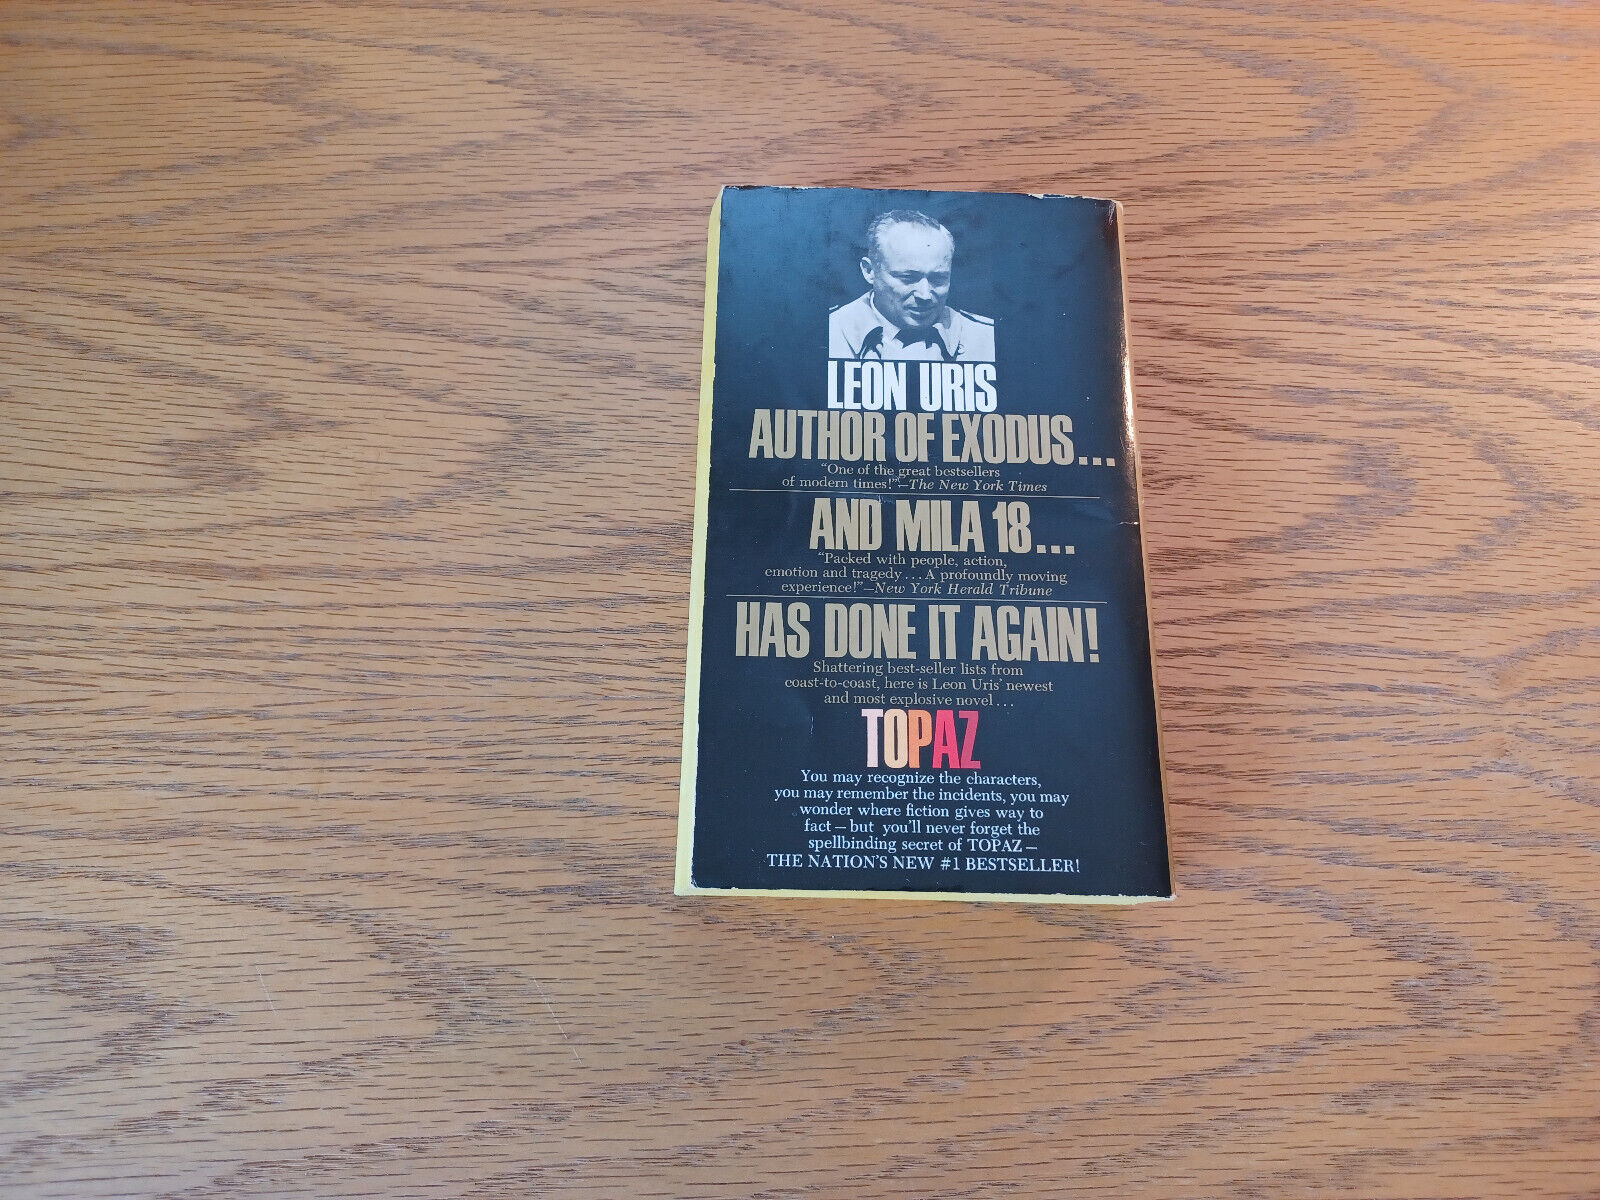 LEON URIS
AUTHOR OF EXODUS...
"One of the great bestsellers
of modern times!"—The New York Times
AND MILA 18...
"Packed with people, action,
emotion and tragedy...A profoundly moving
experience!"—New York Herald Tribune
HAS DONE IT AGAIN!
Shattering best-seller lists from
coast-to-coast, here is Leon Uris' newest
and most explosive novel...
TOPAZ
You may recognize the characters,
you may remember the incidents, you may
wonder where fiction gives way to
fact—but you'll never forget the
spellbinding secret of TOPAZ—
THE NATION'S NEW #1 BESTSELLER!